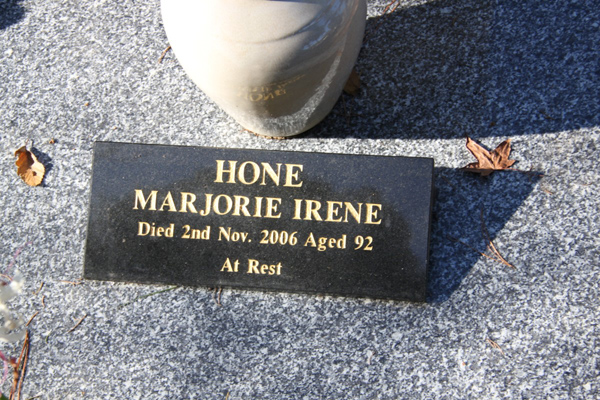 HONE
MARJORIE IRENE
Died 2nd Nov. 2006 Aged 92
At Rest